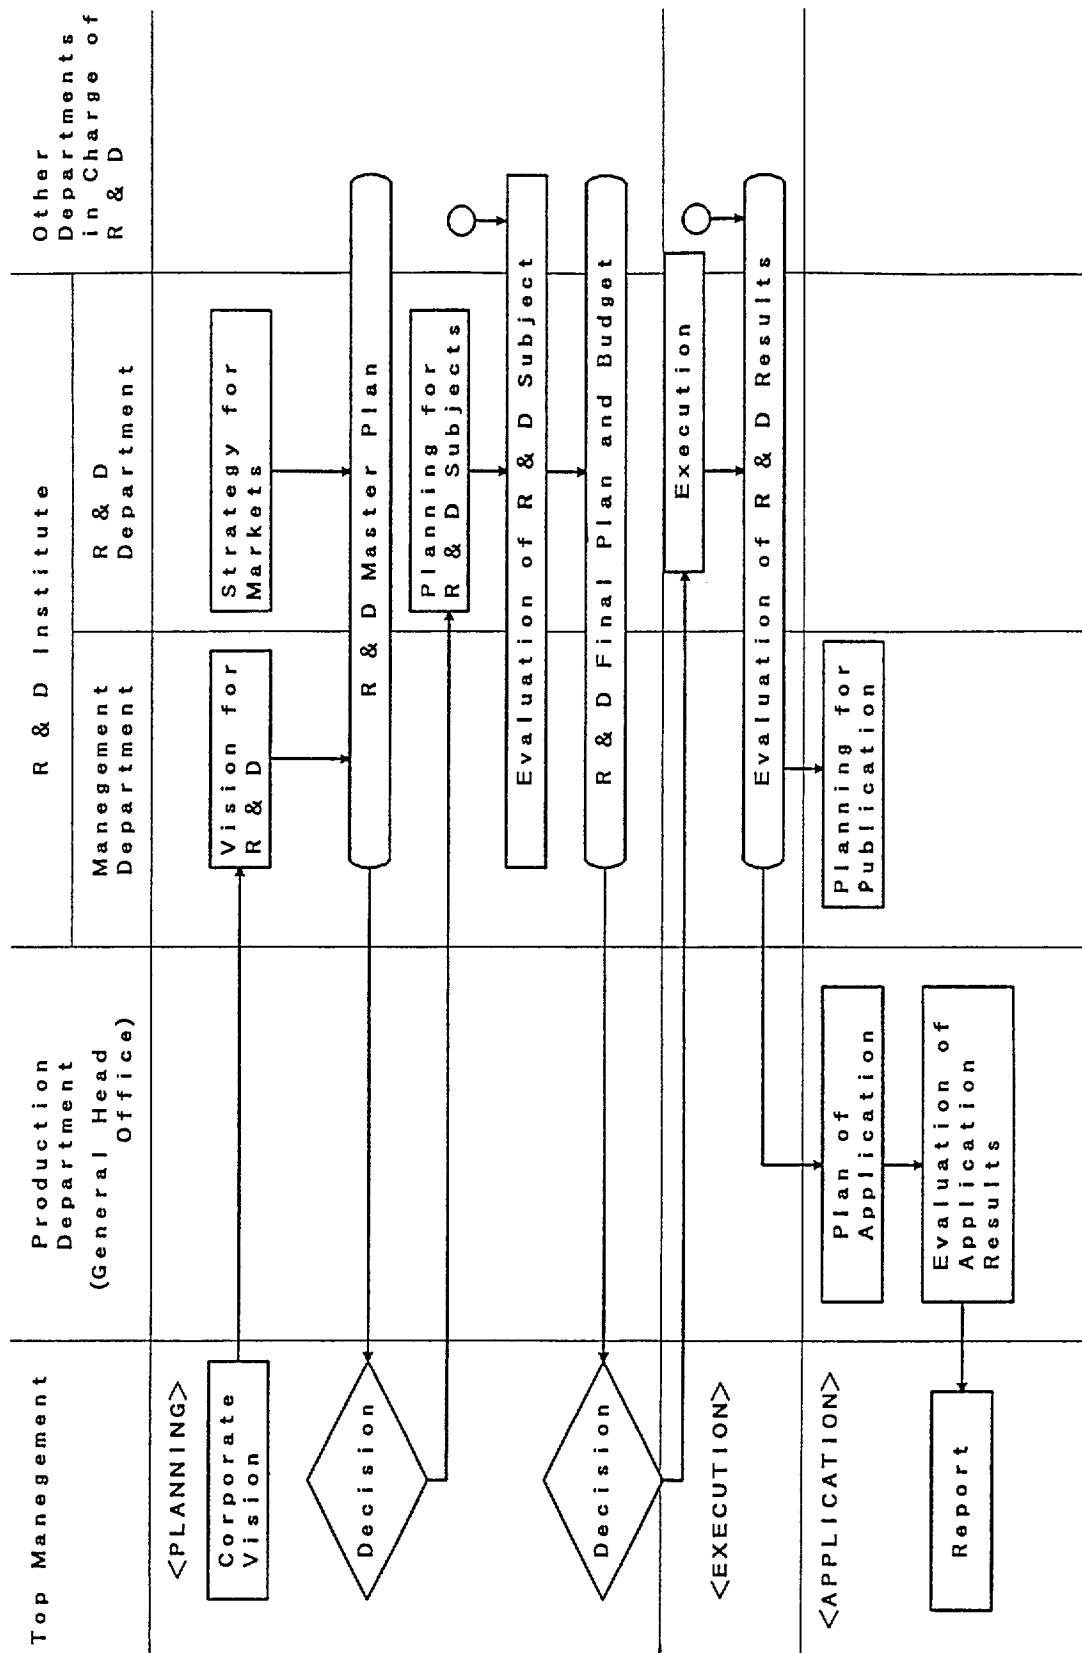 Top Manegement
Production
Department
(General Head
Office)
R & D Institute
Manegement
Department
R & D
Department
Other
Departments
in Charge of
R & D
<PLANNING>
Corporate
Vision
Vision for
R & D
Strategy for
Markets
R & D Master Plan
Decision
Planning for
R & D Subjects
Evaluation of R & D Subject
R & D Final Plan and Budget
Decision
<EXECUTION>
Execution
Evaluation of R & D Results
<APPLICATION>
Plan of
Application
Planning for
Publication
Evaluation of
Application
Results
Report